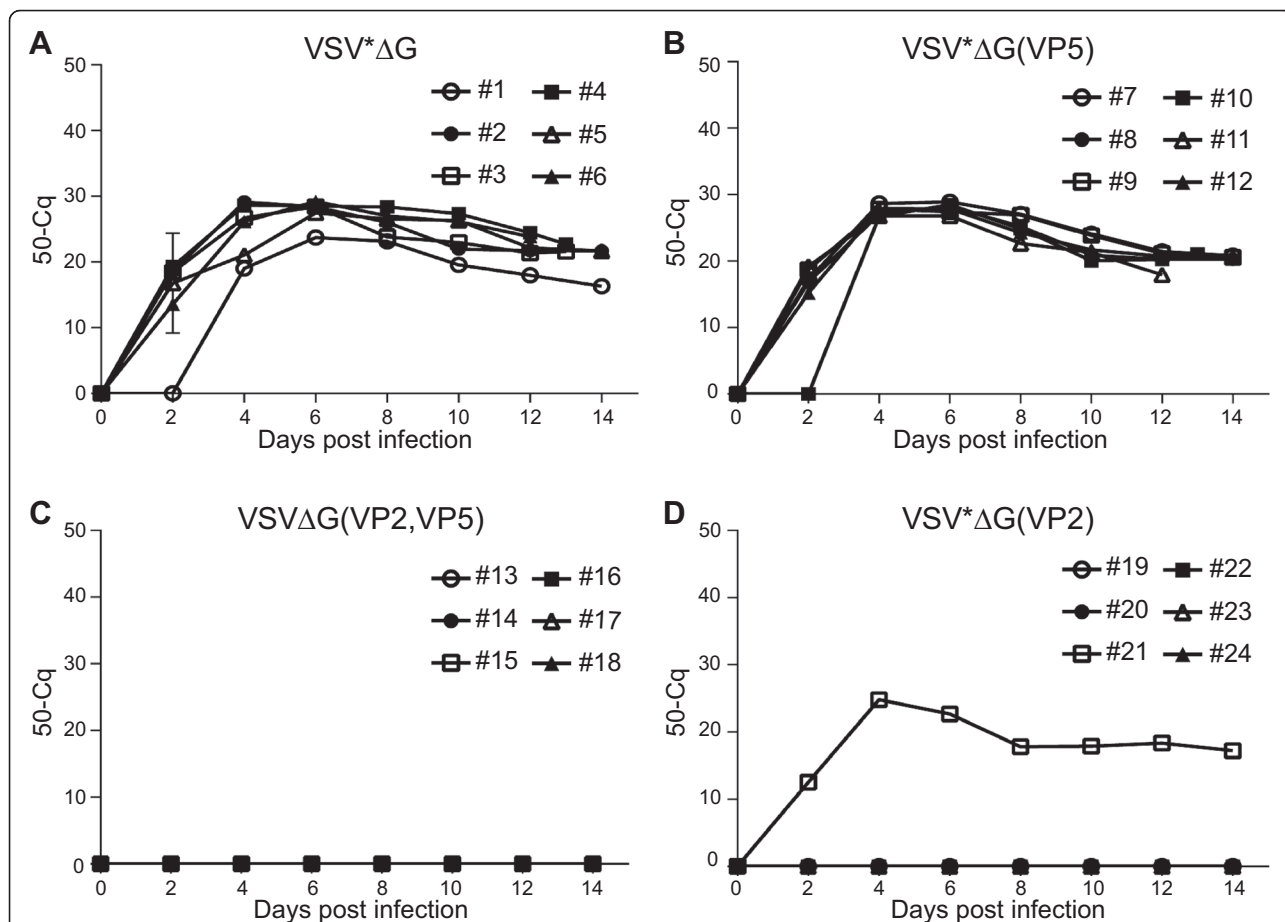 A VSV*ΔG
50
40
30
20
10
0
50-Cq
#1 #4
#2 #5
#3 #6
0 2 4 6 8 10 12 14
Days post infection
B VSV*ΔG(VP5)
50
40
30
20
10
0
50-Cq
#7 #10
#8 #11
#9 #12
0 2 4 6 8 10 12 14
Days post infection
C VSVΔG(VP2,VP5)
50
40
30
20
10
0
50-Cq
#13 #16
#14 #17
#15 #18
0 2 4 6 8 10 12 14
Days post infection
D VSV*ΔG(VP2)
50
40
30
20
10
0
50-Cq
#19 #22
#20 #23
#21 #24
0 2 4 6 8 10 12 14
Days post infection